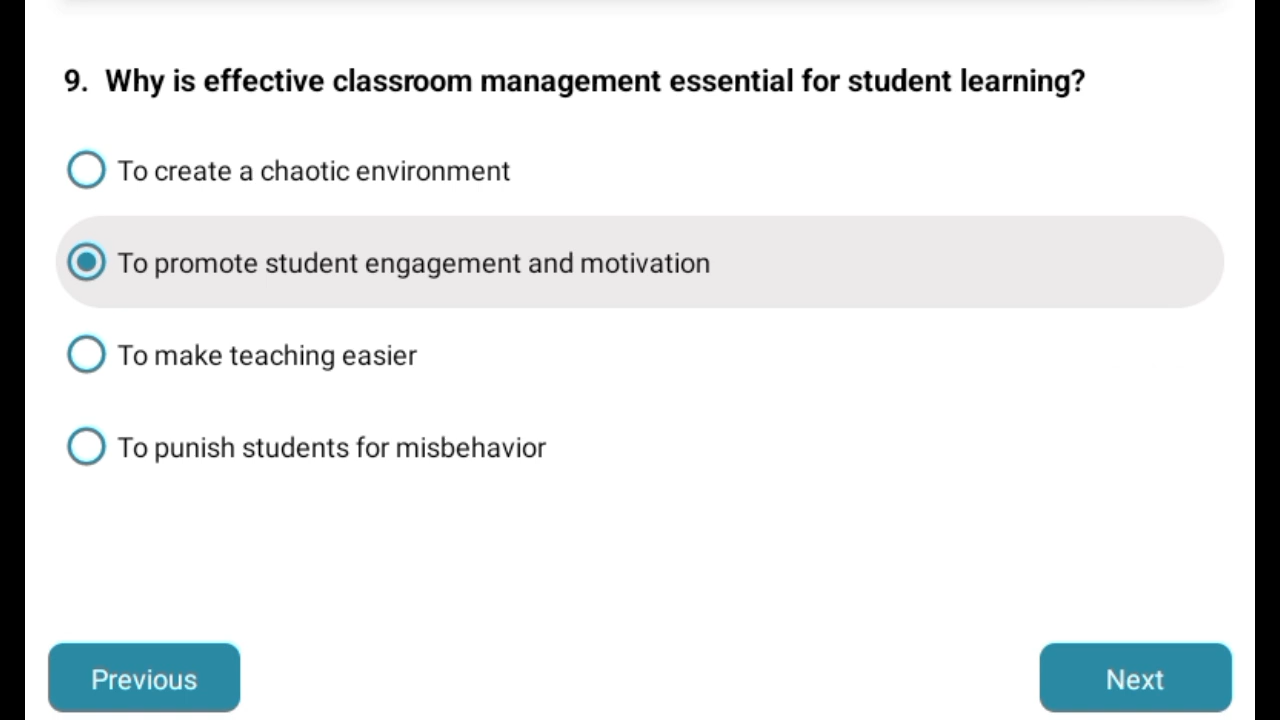 9. Why is effective classroom management essential for student learning?
To create a chaotic environment
To promote student engagement and motivation
To make teaching easier
To punish students for misbehavior
Previous
Next